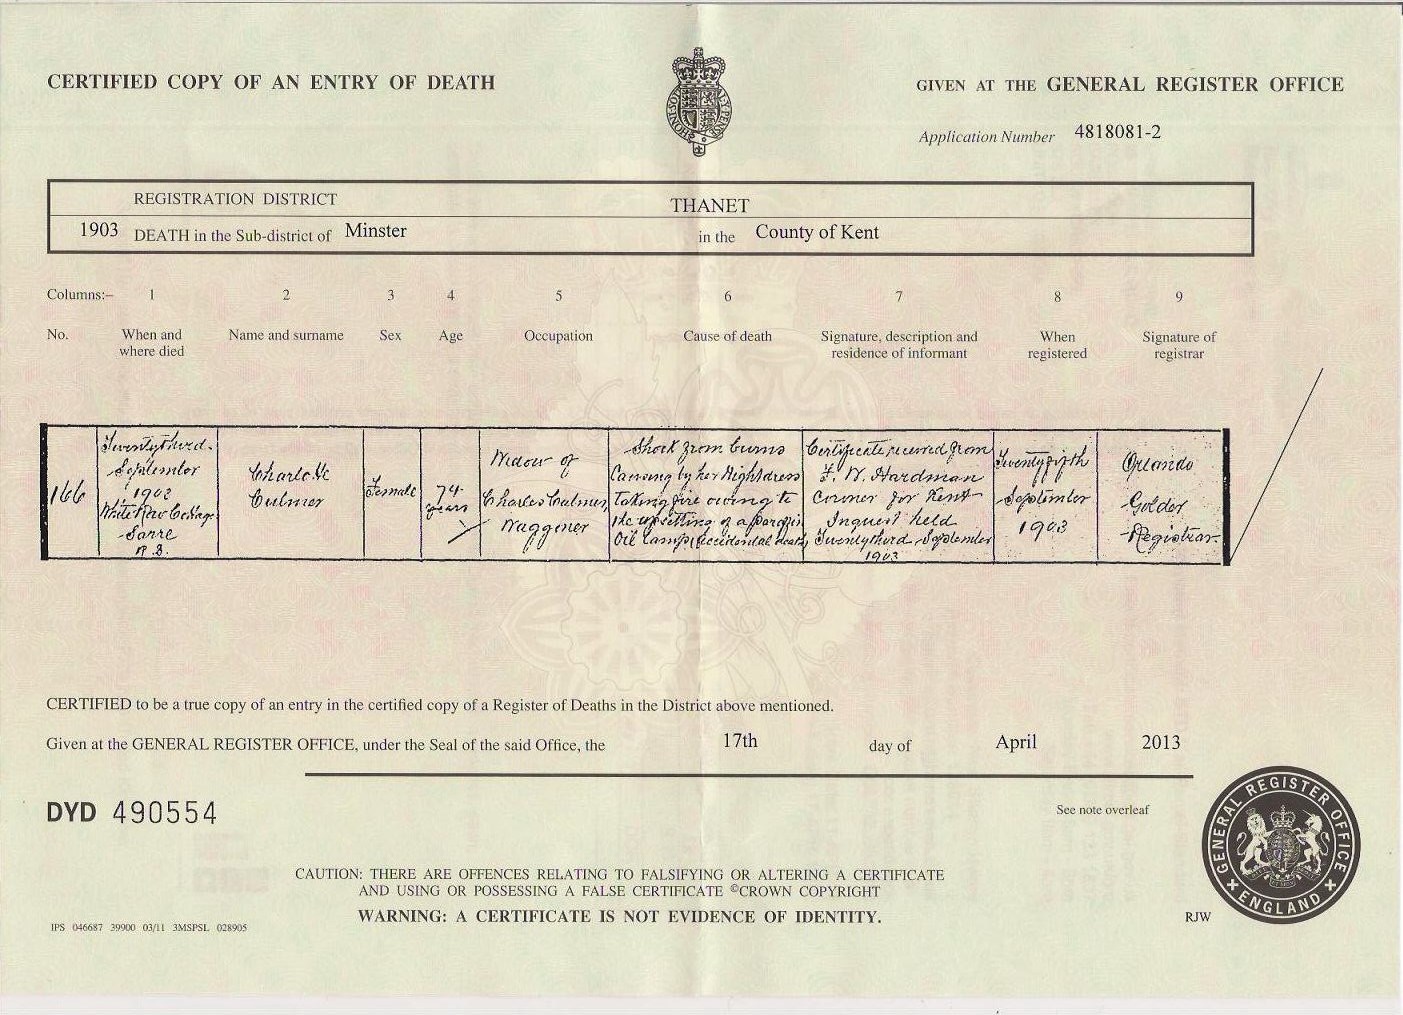 CERTIFIED COPY OF AN ENTRY OF DEATH
GIVEN AT THE GENERAL REGISTER OFFICE
Application Number 4818081-2
REGISTRATION DISTRICT THANET
1903 DEATH in the Sub-district of Minster in the County of Kent
Columns:– 1 2 3 4 5 6 7 8 9
No. When and where died Name and surname Sex Age Occupation Cause of death Signature, description and residence of informant When registered Signature of registrar
166
Twenty third
September
1903
White Row Cottage
Sarre
R.D.
Charlotte
Culmer
Female
74
years
Widow of
Charles Culmer
Waggoner
Shock from burns
Causing by her Nightdress
Taking fire owing to
the upsetting of a paraffin
Oil Lamp (accidental death)
Certificate received from
F. W. Hardman
Coroner for Kent
Inquest held
Twenty third September
1903
Twenty fifth
September
1903
Orlando
Golder
Registrar
CERTIFIED to be a true copy of an entry in the certified copy of a Register of Deaths in the District above mentioned.
Given at the GENERAL REGISTER OFFICE, under the Seal of the said Office, the 17th day of April 2013
DYD 490554
See note overleaf
CAUTION: THERE ARE OFFENCES RELATING TO FALSIFYING OR ALTERING A CERTIFICATE
AND USING OR POSSESSING A FALSE CERTIFICATE ©CROWN COPYRIGHT
WARNING: A CERTIFICATE IS NOT EVIDENCE OF IDENTITY.
IPS 046687 39900 03/11 3MSPSL 028905
RJW
GENERAL REGISTER OFFICE
ENGLAND